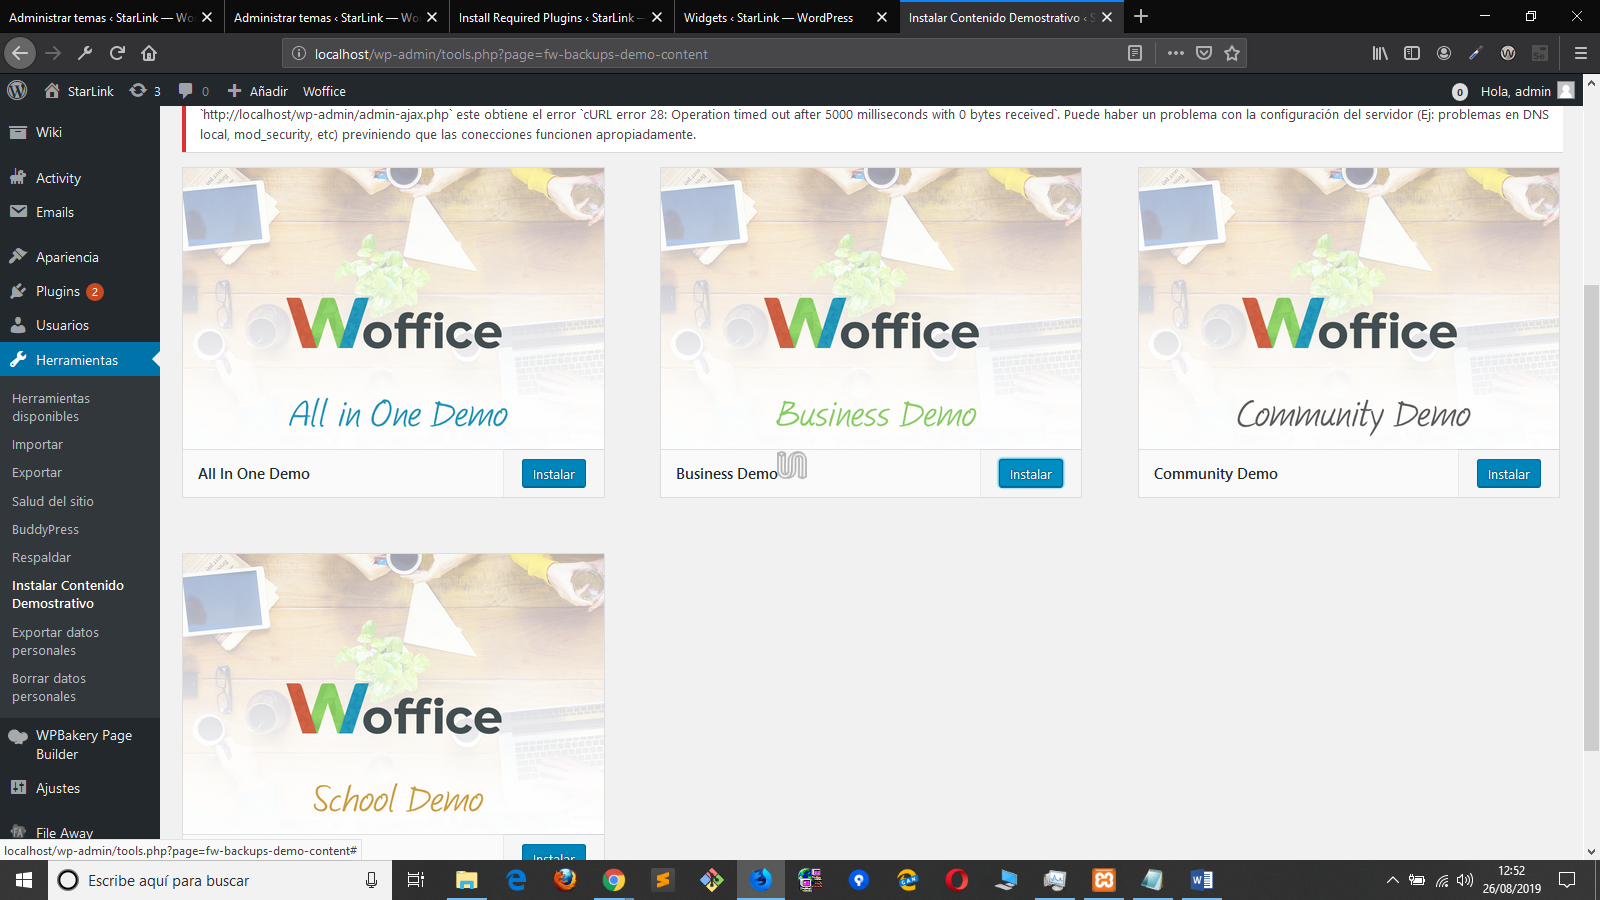 Administrar temas ‹ StarLink — Wo
Administrar temas ‹ StarLink — Wo
Install Required Plugins ‹ StarLink —
Widgets ‹ StarLink — WordPress
Instalar Contenido Demostrativo ‹ S
localhost/wp-admin/tools.php?page=fw-backups-demo-content
StarLink
3
0
Añadir
Woffice
0
Hola, admin
`http://localhost/wp-admin/admin-ajax.php` este obtiene el error `cURL error 28: Operation timed out after 5000 milliseconds with 0 bytes received`. Puede haber un problema con la configuración del servidor (Ej: problemas en DNS
local, mod_security, etc) previniendo que las conecciones funcionen apropiadamente.
Wiki
Activity
Emails
Apariencia
Plugins 2
Usuarios
Herramientas
Herramientas
disponibles
Importar
Exportar
Salud del sitio
BuddyPress
Respaldar
Instalar Contenido
Demostrativo
Exportar datos
personales
Borrar datos
personales
WPBakery Page
Builder
Ajustes
File Away
Woffice
All in One Demo
All In One Demo
Instalar
Woffice
Business Demo
Business Demo
Instalar
Woffice
Community Demo
Community Demo
Instalar
Woffice
School Demo
Instalar
localhost/wp-admin/tools.php?page=fw-backups-demo-content#
Escribe aquí para buscar
12:52
26/08/2019